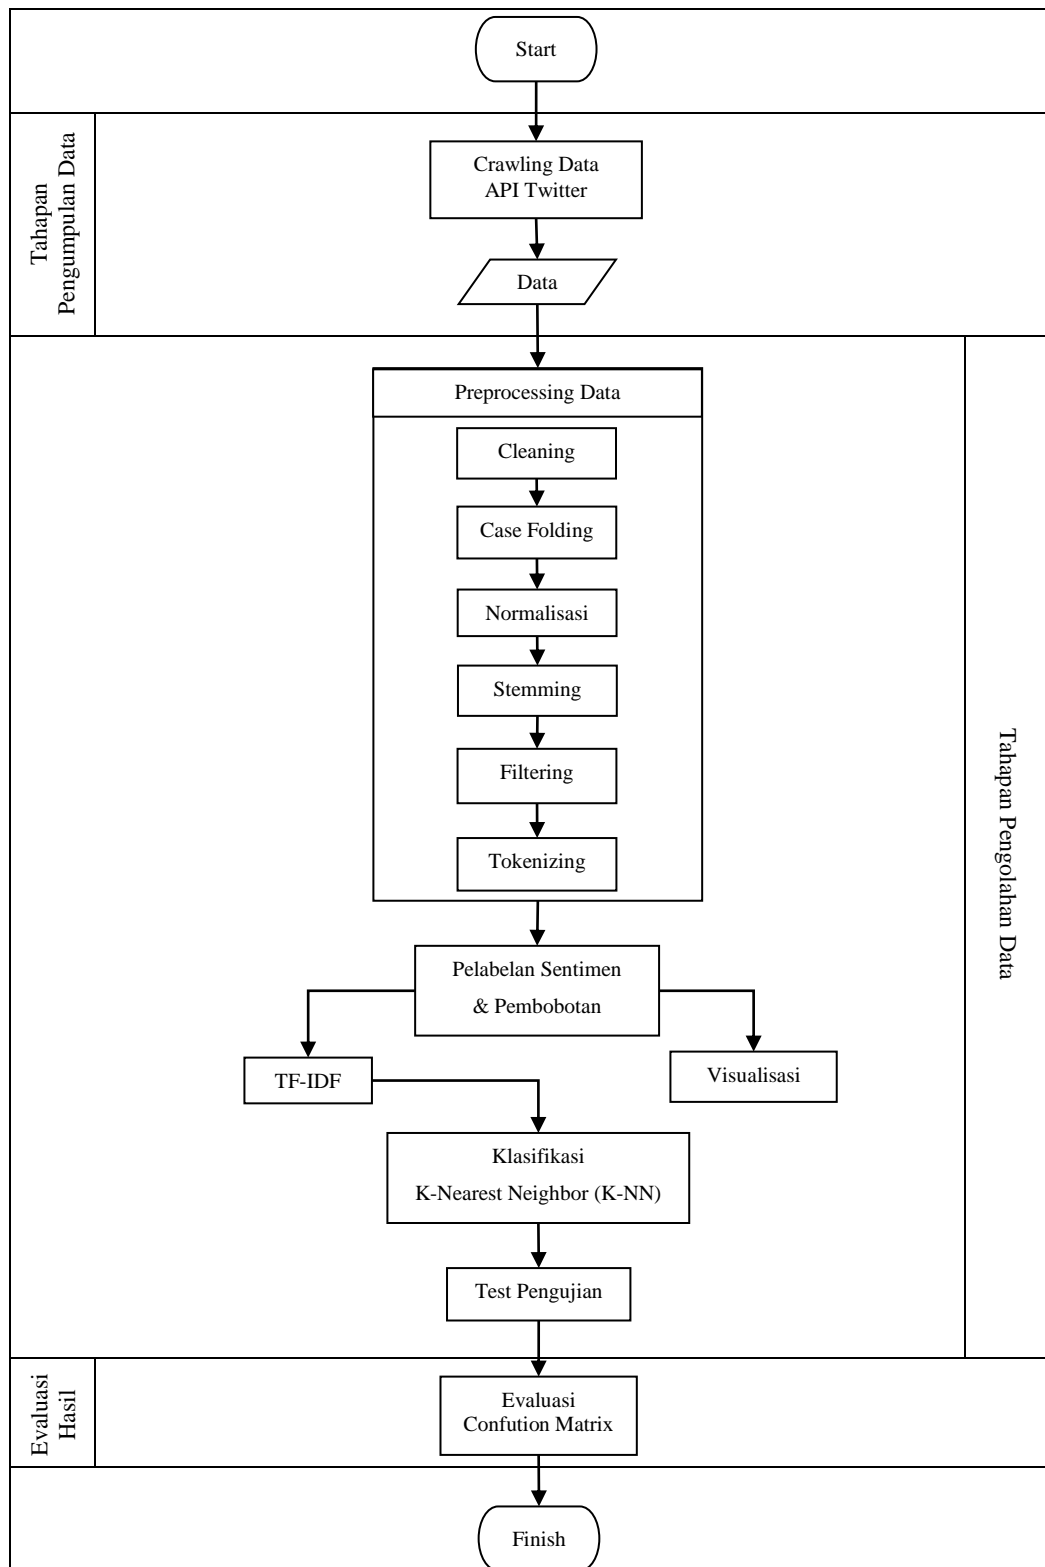 Start
Tahapan
Pengumpulan Data
Crawling Data
API Twitter
Data
Preprocessing Data
Cleaning
Case Folding
Normalisasi
Stemming
Filtering
Tokenizing
Tahapan Pengolahan Data
Pelabelan Sentimen
& Pembobotan
TF-IDF
Visualisasi
Klasifikasi
K-Nearest Neighbor (K-NN)
Test Pengujian
Evaluasi
Hasil
Evaluasi
Confution Matrix
Finish